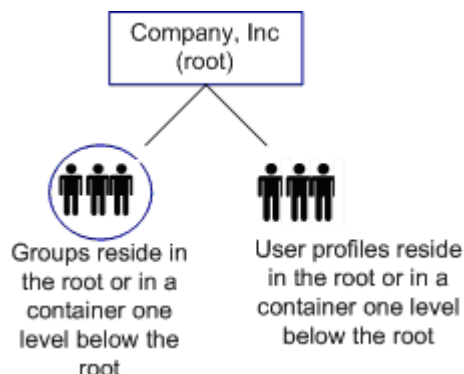 Company, Inc
(root)
Groups reside in
the root or in a
container one
level below the
root
User profiles reside
in the root or in a
container one level
below the root